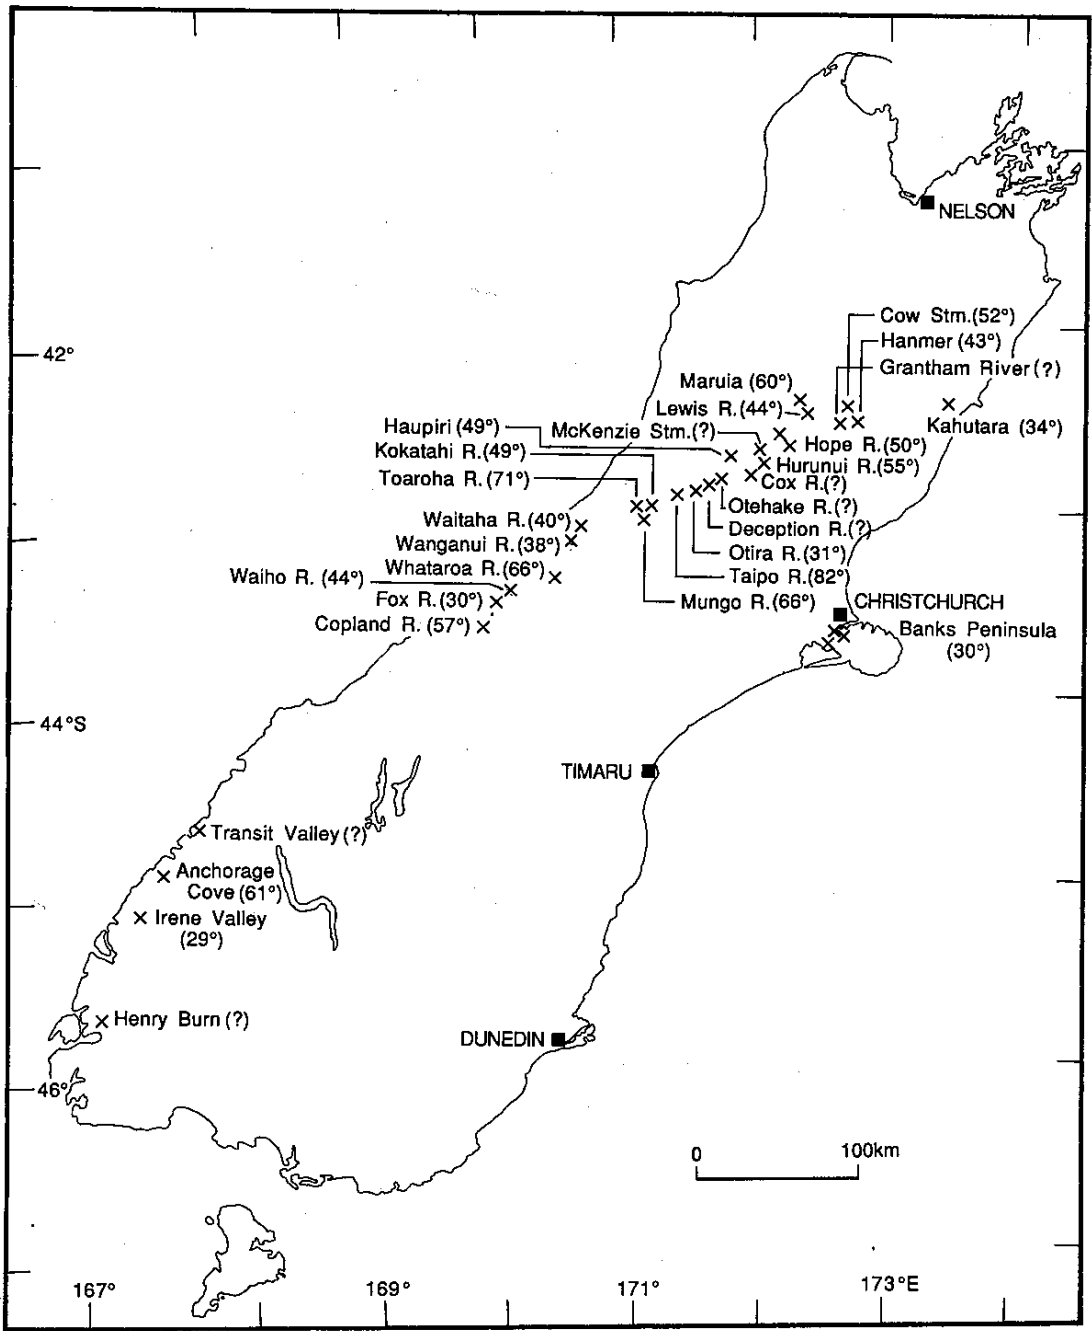 NELSON
Cow Stm.(52°)
Hanmer (43°)
42°
Grantham River (?)
Maruia (60°)
Lewis R.(44°)
Kahutara (34°)
Haupiri (49°)
McKenzie Stm.(?)
Hope R.(50°)
Kokatahi R.(49°)
Hurunui R.(55°)
Toaroha R.(71°)
Cox R.(?)
Otehake R.(?)
Waitaha R.(40°)
Deception R.(?)
Wanganui R.(38°)
Otira R.(31°)
Whataroa R.(66°)
Waiho R. (44°)
Taipo R.(82°)
Fox R.(30°)
Mungo R.(66°)
CHRISTCHURCH
Copland R.(57°)
Banks Peninsula
(30°)
44°S
TIMARU
Transit Valley (?)
Anchorage
Cove (61°)
Irene Valley
(29°)
Henry Burn (?)
DUNEDIN
46°
0 100km
167° 169° 171° 173°E